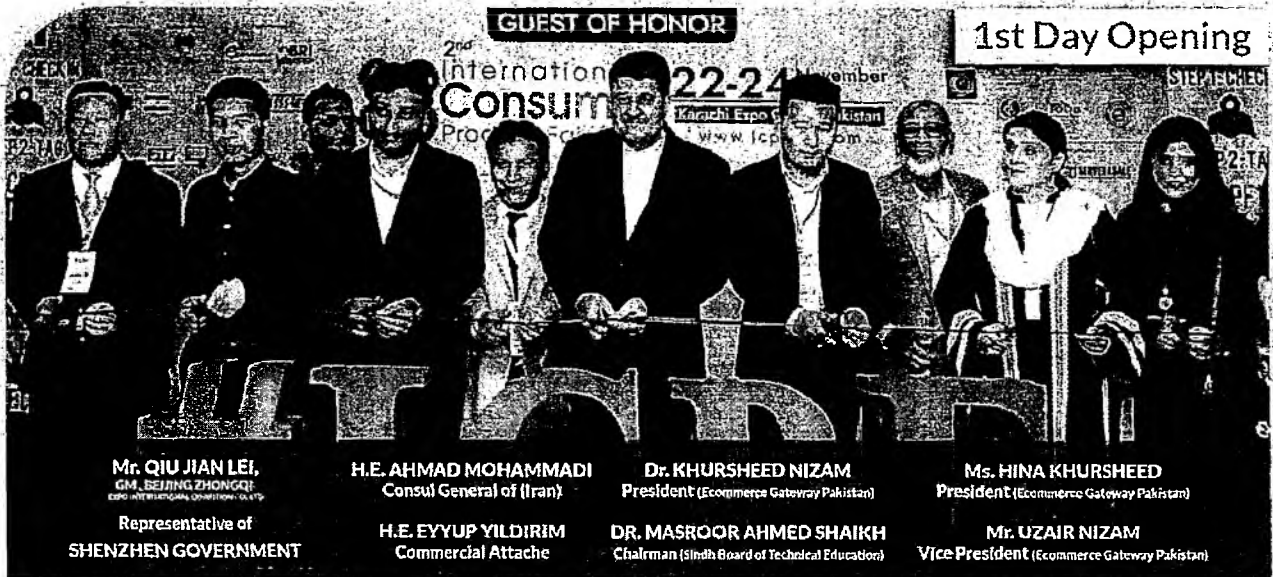 GUEST OF HONOR
1st Day Opening
2nd
Internation
Consum
22-24
Karachi Expo
kistan
Mr. QIU JIAN LEI,
GM, BEIJING ZHONGQI
Representative of
SHENZHEN GOVERNMENT
H.E. AHMAD MOHAMMADI
Consul General of (Iran)
H.E. EYYUP YILDIRIM
Commercial Attache
Dr. KHURSHEED NIZAM
President (Ecommerce Gateway Pakistan)
DR. MASROOR AHMED SHAIKH
Chairman (Sindh Board of Technical Education)
Ms. HINA KHURSHEED
President (Ecommerce Gateway Pakistan)
Mr. UZAIR NIZAM
Vice President (Ecommerce Gateway Pakistan)